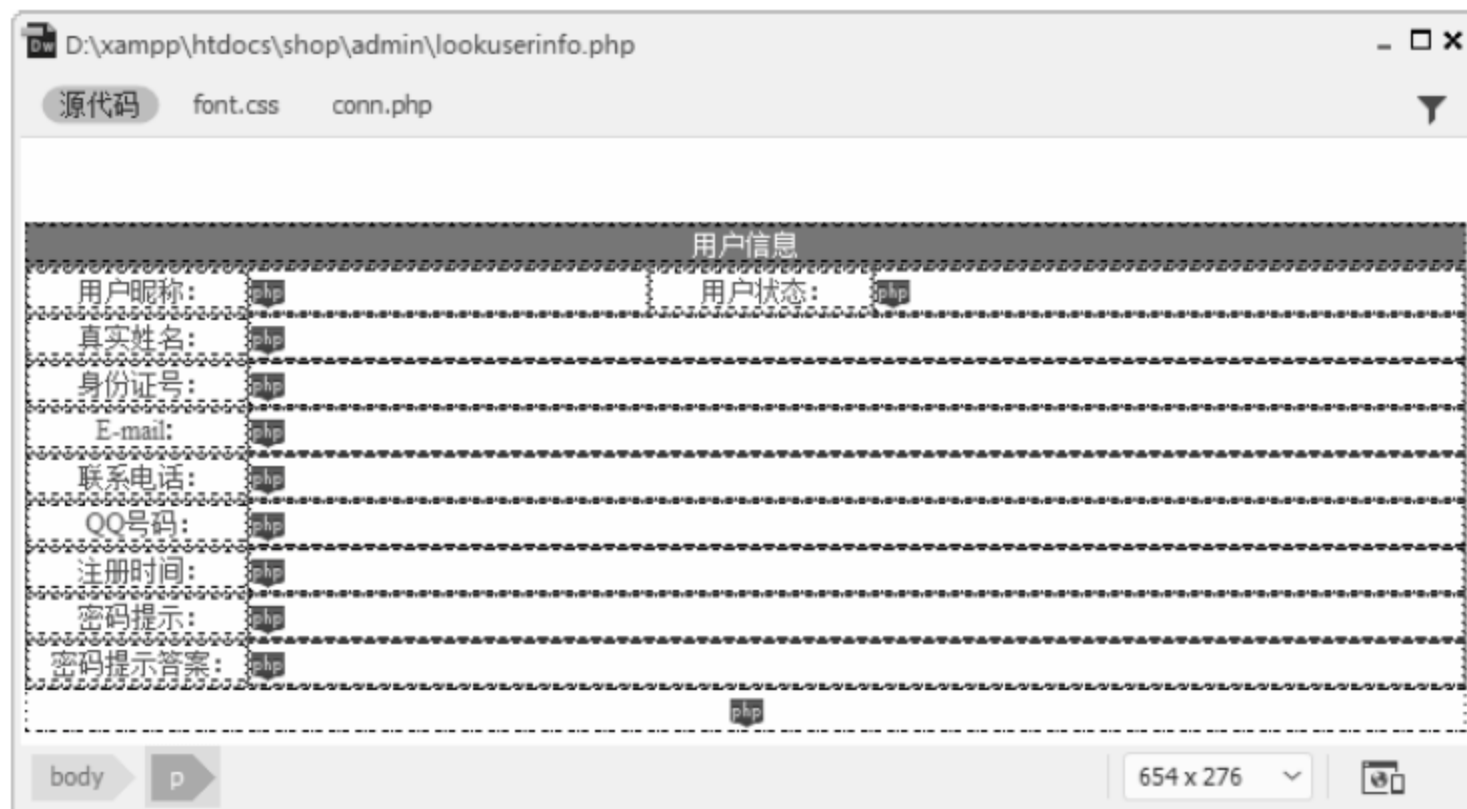 Dw D:\xampp\htdocs\shop\admin\lookuserinfo.php
源代码 font.css conn.php
用户信息
用户昵称: php 用户状态: php
真实姓名: php
身份证号: php
E-mail: php
联系电话: php
QQ号码: php
注册时间: php
密码提示: php
密码提示答案: php
php
body p 654 x 276